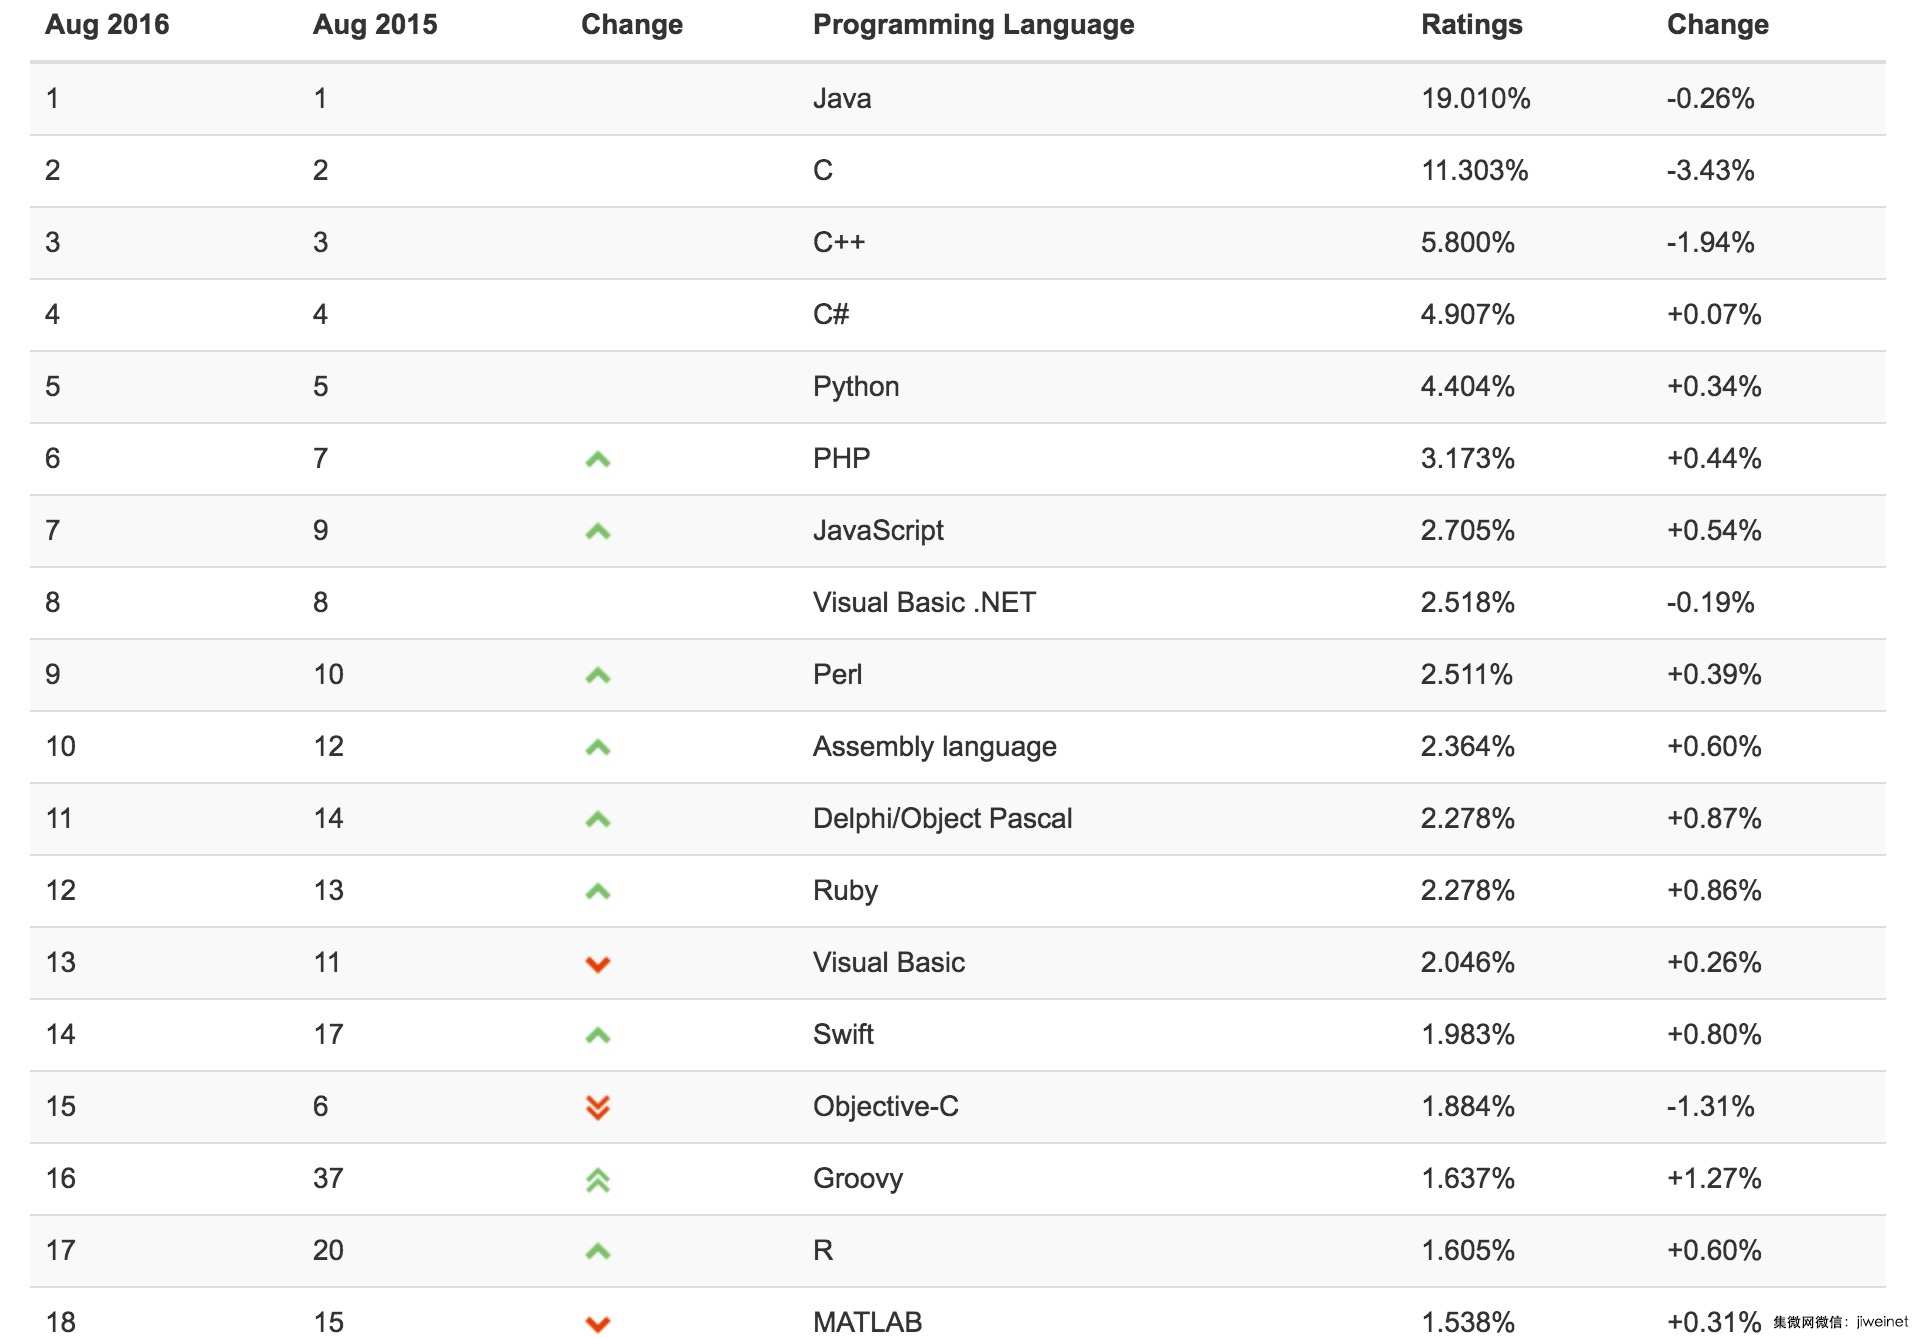 Aug 2016 Aug 2015 Change Programming Language Ratings Change
1 1 Java 19.010% -0.26%
2 2 C 11.303% -3.43%
3 3 C++ 5.800% -1.94%
4 4 C# 4.907% +0.07%
5 5 Python 4.404% +0.34%
6 7 PHP 3.173% +0.44%
7 9 JavaScript 2.705% +0.54%
8 8 Visual Basic .NET 2.518% -0.19%
9 10 Perl 2.511% +0.39%
10 12 Assembly language 2.364% +0.60%
11 14 Delphi/Object Pascal 2.278% +0.87%
12 13 Ruby 2.278% +0.86%
13 11 Visual Basic 2.046% +0.26%
14 17 Swift 1.983% +0.80%
15 6 Objective-C 1.884% -1.31%
16 37 Groovy 1.637% +1.27%
17 20 R 1.605% +0.60%
18 15 MATLAB 1.538% +0.31%
集微网微信：jiweinet